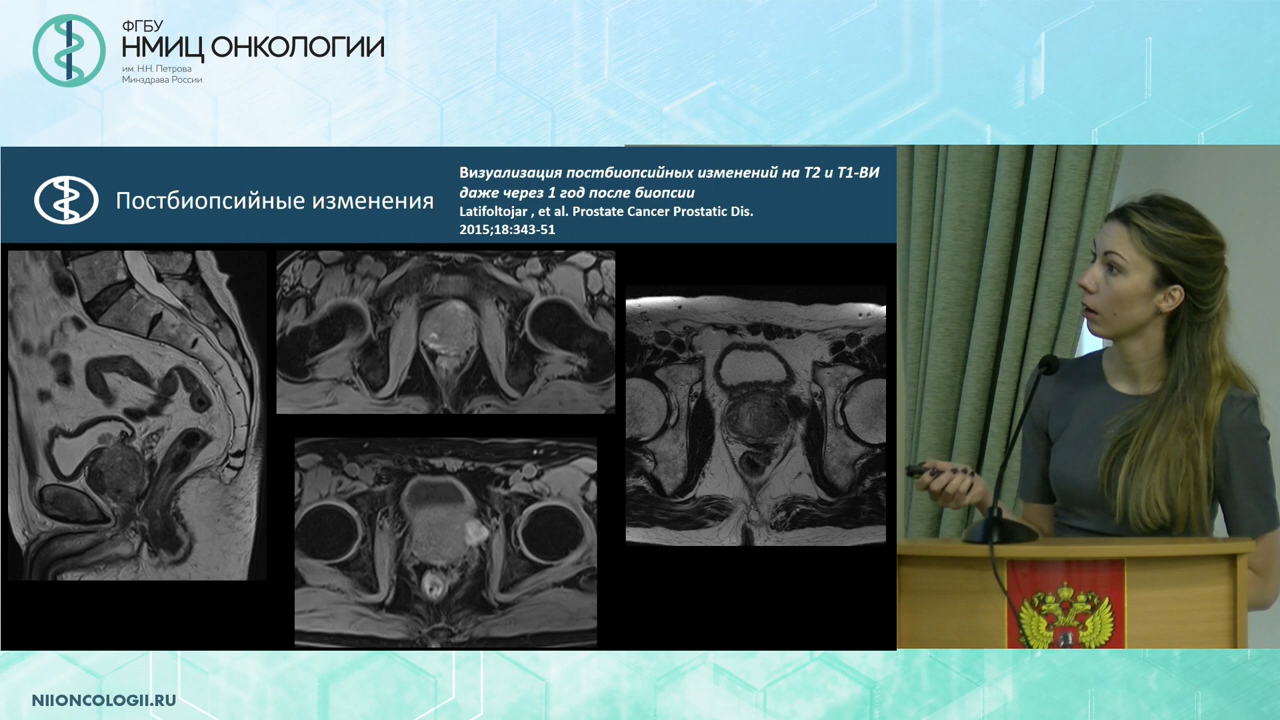 ФГБУ
НМИЦ ОНКОЛОГИИ
им. Н.Н. Петрова
Минздрава России
Постбиопсийные изменения
Визуализация постбиопсийных изменений на Т2 и Т1-ВИ
даже через 1 год после биопсии
Latifoltojar , et al. Prostate Cancer Prostatic Dis.
2015;18:343-51
NIIONCOLOGII.RU